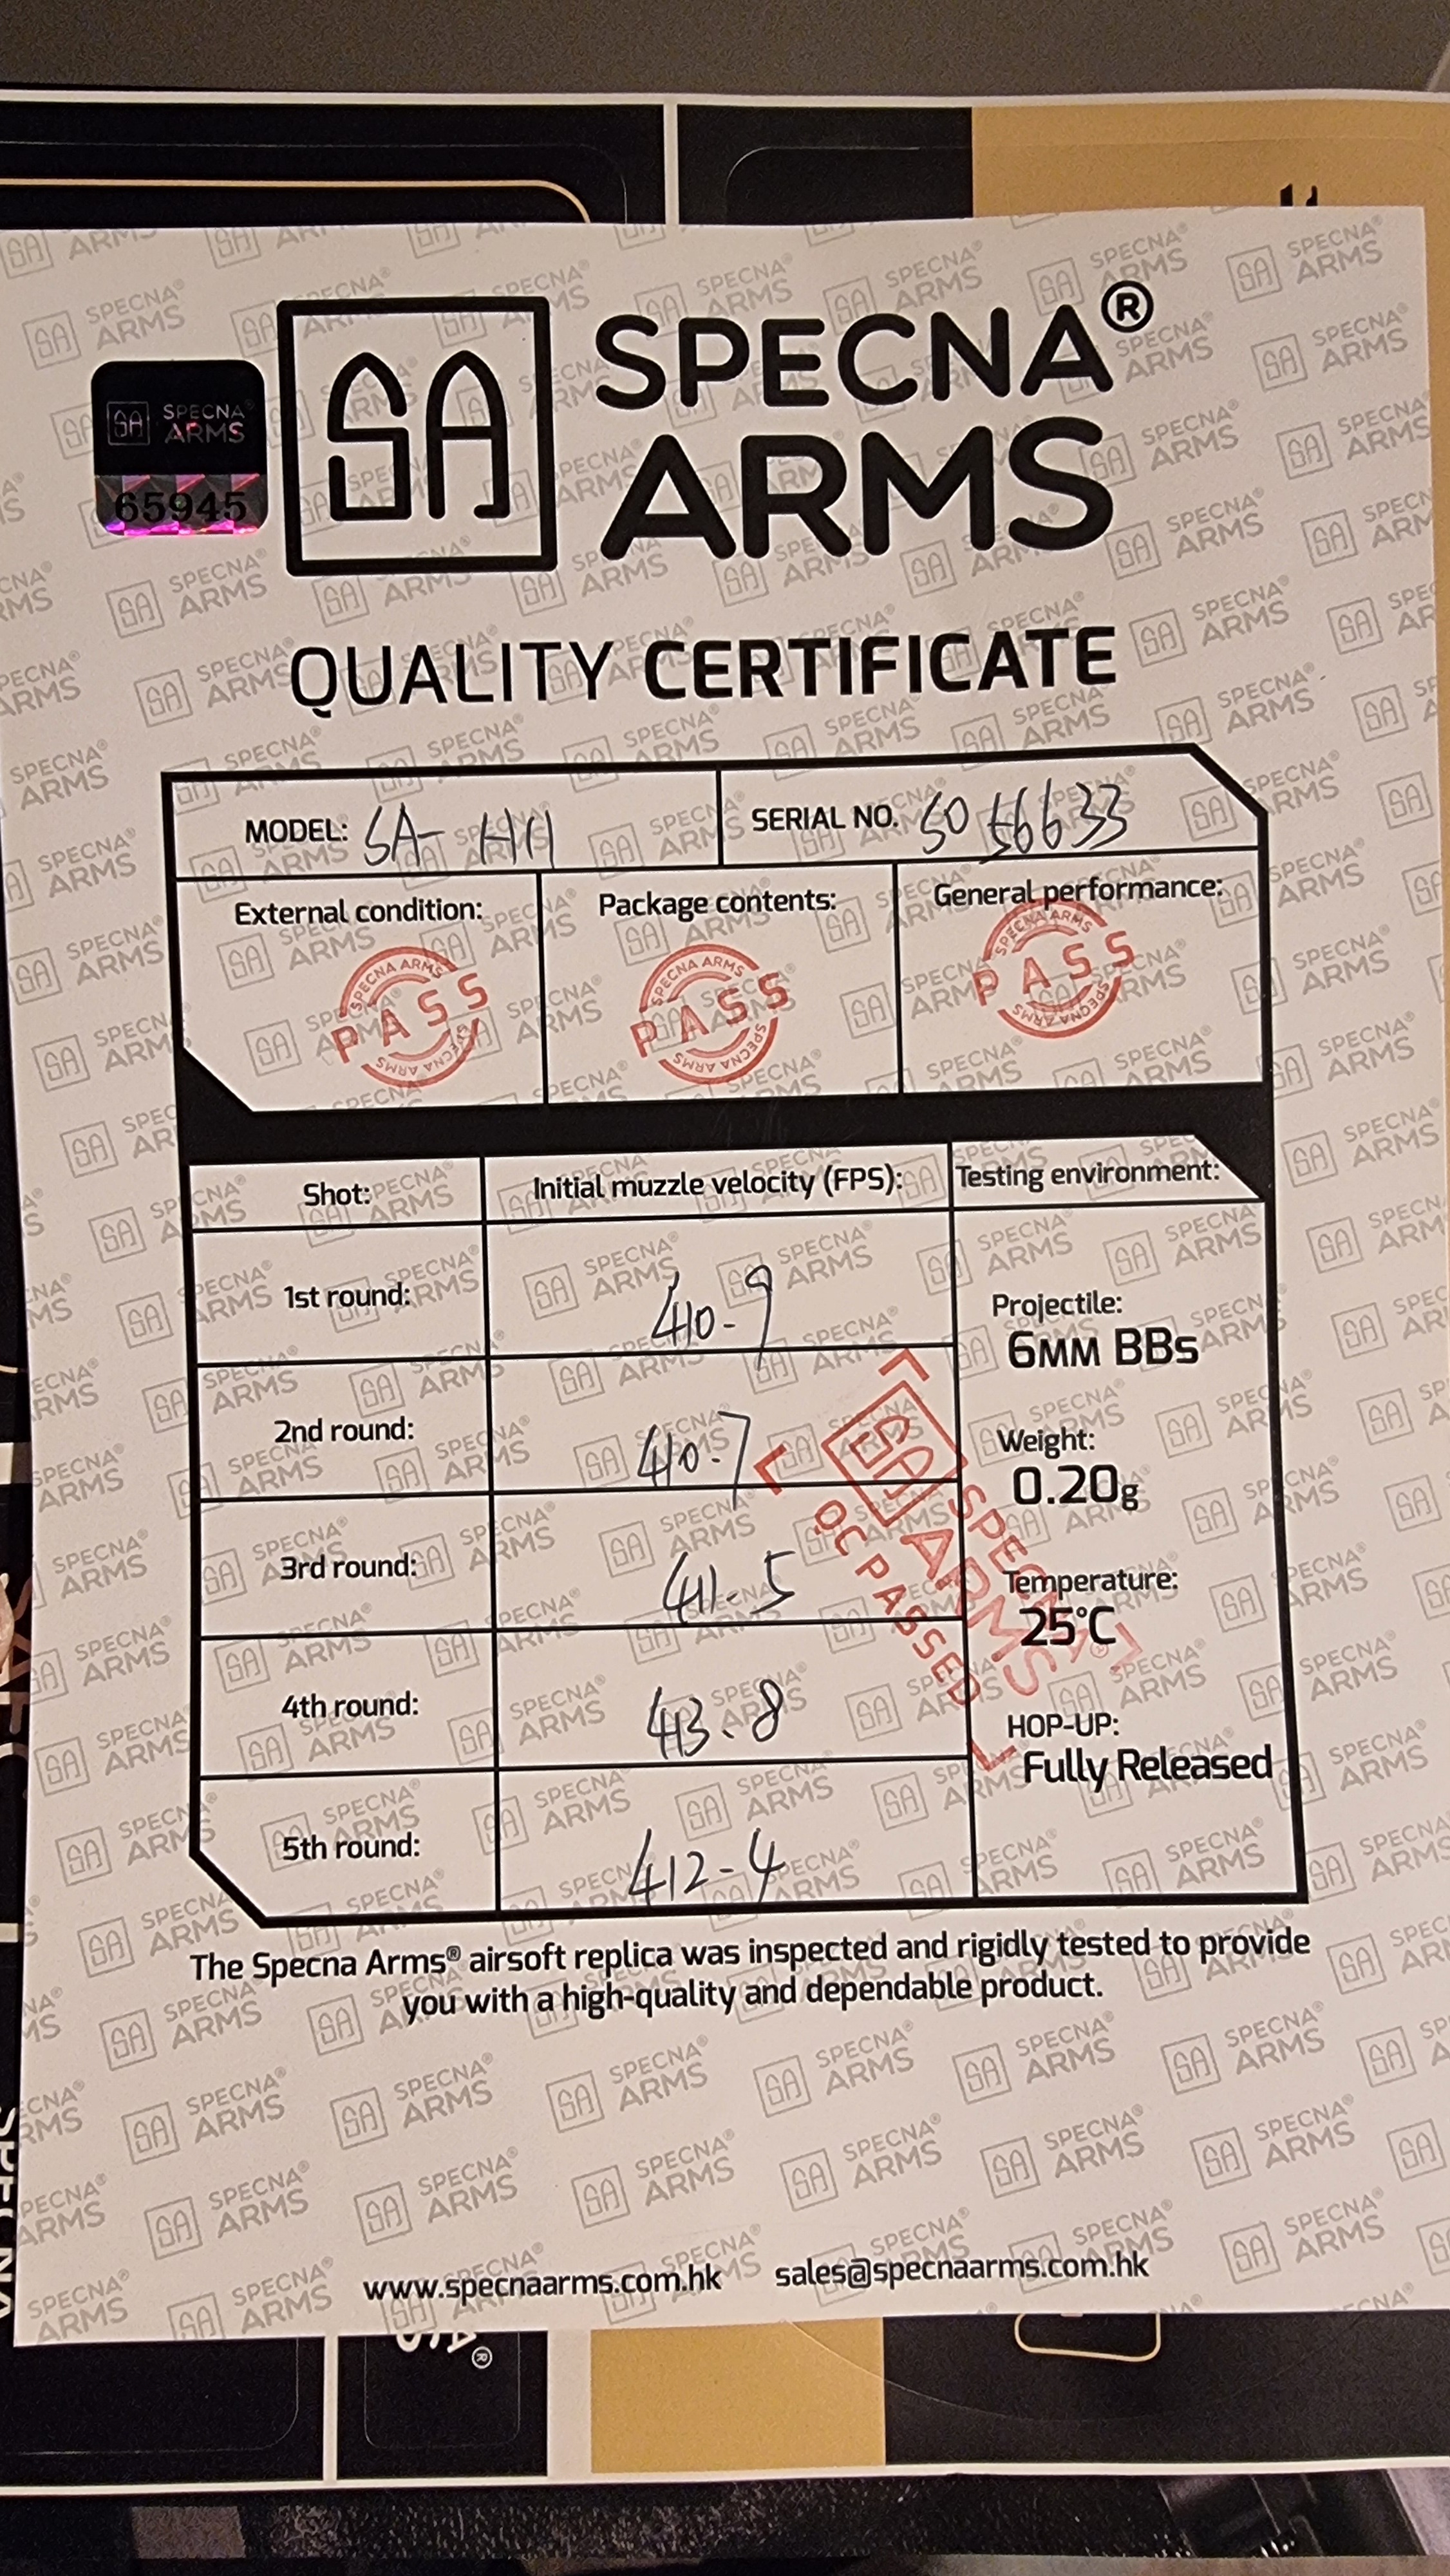 SPECNA®
ARMS
SA
SPECNA
ARMS
65945
QUALITY CERTIFICATE
MODEL: SA-H11
SERIAL NO.
External condition:
Package contents:
General performance:
SPECNA ARMS
PASS
SPECNA ARMS
SPECNA ARMS
PASS
SPECNA ARMS
SPECNA ARMS
PASS
SPECNA ARMS
Shot:
Initial muzzle velocity (FPS):
Testing environment:
1st round:
410-9
2nd round:
410-7
3rd round:
411-5
4th round:
413.8
5th round:
412-4
Projectile:
6MM BBs
Weight:
0.20g
Temperature:
25°C
HOP-UP:
Fully Released
SA SPECNA
ARMS®
QC PASSED
The Specna Arms® airsoft replica was inspected and rigidly tested to provide
you with a high-quality and dependable product.
www.specnaarms.com.hk sales@specnaarms.com.hk